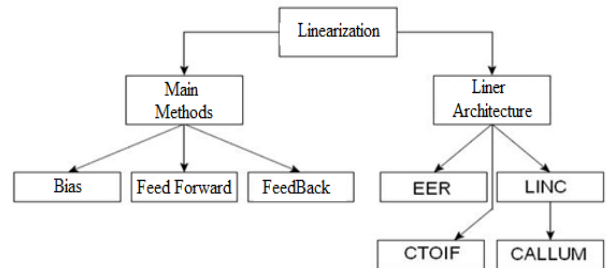 Linearization
Main
Methods
Liner
Architecture
Bias
Feed Forward
FeedBack
EER
LINC
CTOIF
CALLUM